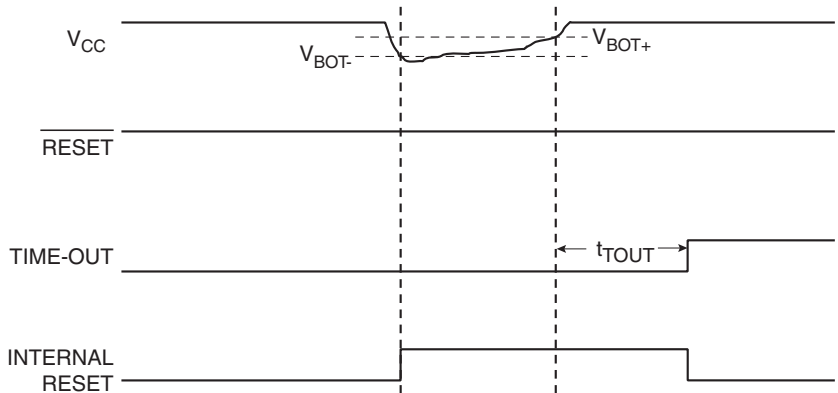 VCC
VBOT-
VBOT+
RESET
TIME-OUT
tTOUT
INTERNAL
RESET